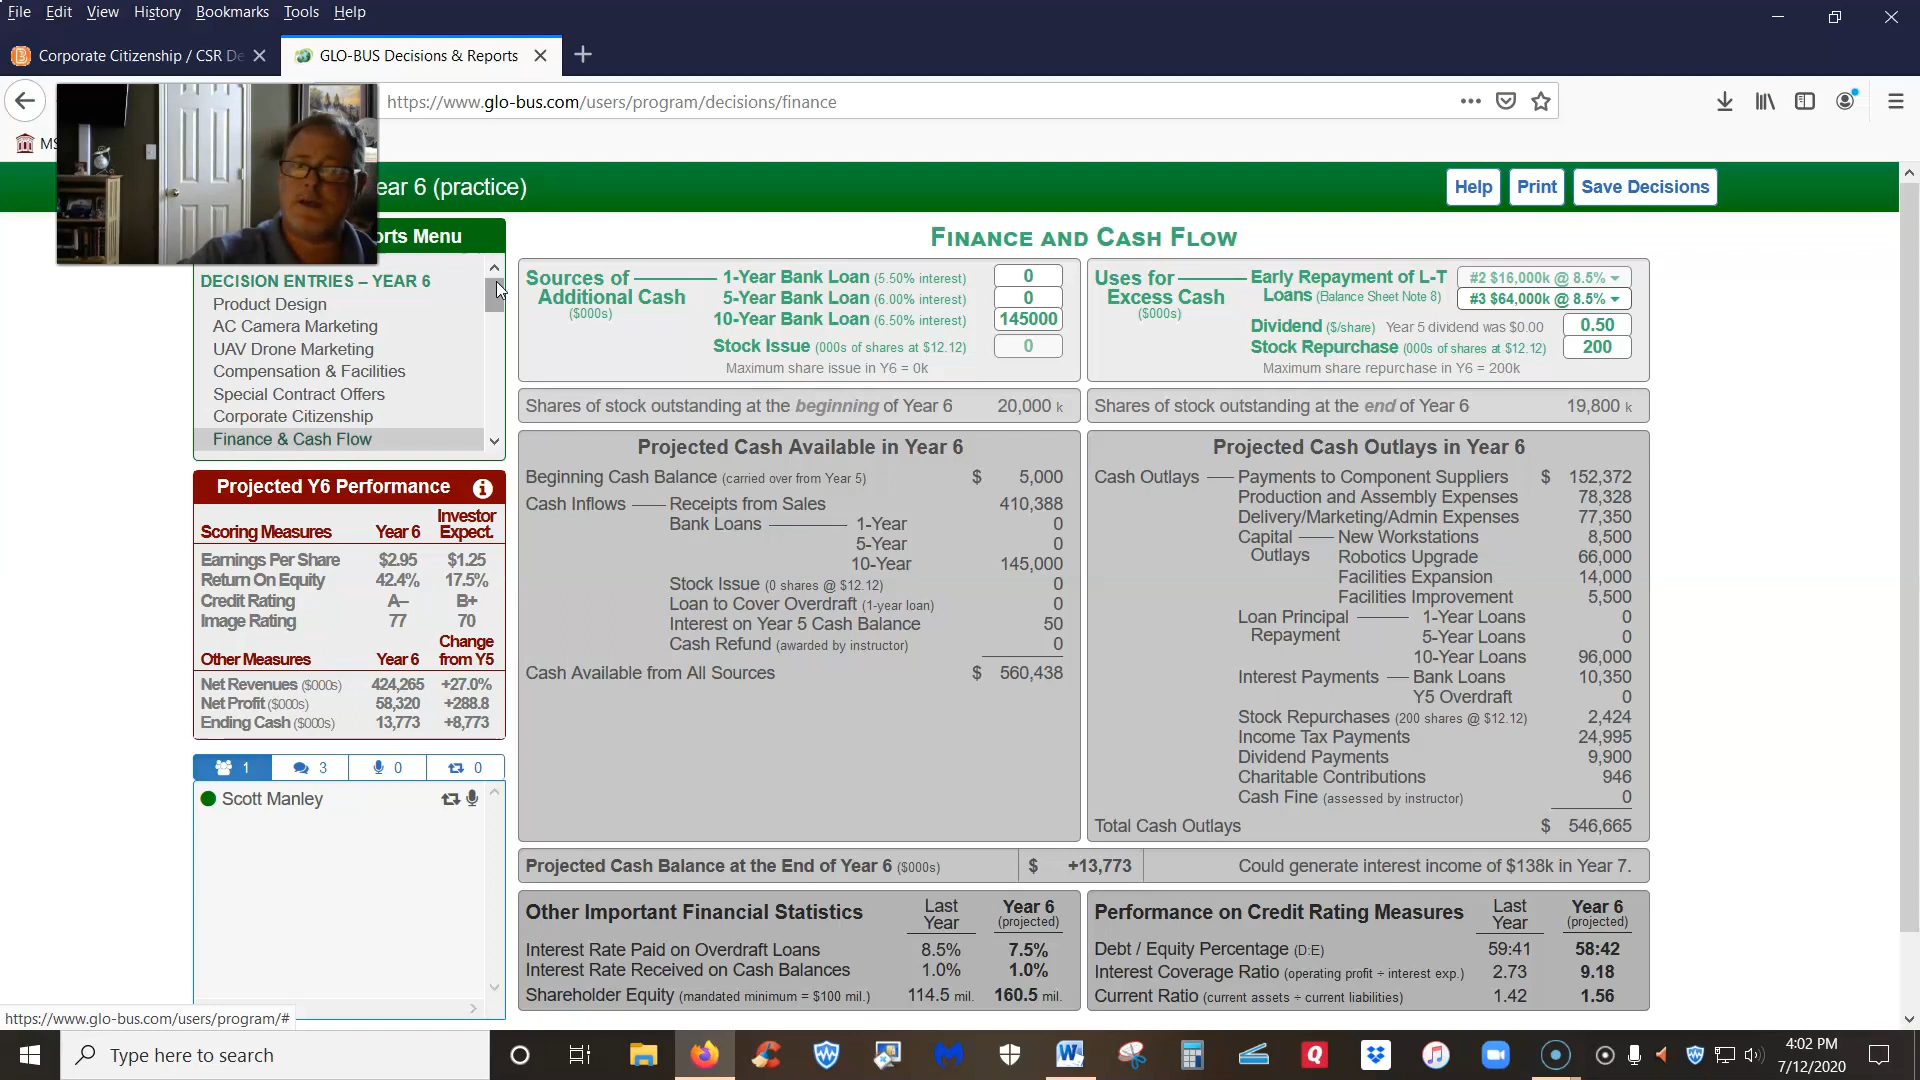 File Edit View History Bookmarks Tools Help
Corporate Citizenship / CSR De
GLO-BUS Decisions & Reports
https://www.glo-bus.com/users/program/decisions/finance
MS
ear 6 (practice)
Help Print Save Decisions
orts Menu
DECISION ENTRIES – YEAR 6
Product Design
AC Camera Marketing
UAV Drone Marketing
Compensation & Facilities
Special Contract Offers
Corporate Citizenship
Finance & Cash Flow
Projected Y6 Performance
Scoring Measures Year 6 Investor Expect.
Earnings Per Share $2.95 $1.25
Return On Equity 42.4% 17.5%
Credit Rating A– B+
Image Rating 77 70
Other Measures Year 6 Change from Y5
Net Revenues ($000s) 424,265 +27.0%
Net Profit ($000s) 58,320 +288.8
Ending Cash ($000s) 13,773 +8,773
1 3 0 0
Scott Manley
FINANCE AND CASH FLOW
Sources of Additional Cash ($000s)
1-Year Bank Loan (5.50% interest) 0
5-Year Bank Loan (6.00% interest) 0
10-Year Bank Loan (6.50% interest) 145000
Stock Issue (000s of shares at $12.12) 0
Maximum share issue in Y6 = 0k
Uses for Excess Cash ($000s)
Early Repayment of L-T Loans (Balance Sheet Note 8)
#2 $16,000k @ 8.5%
#3 $64,000k @ 8.5%
Dividend ($/share) Year 5 dividend was $0.00 0.50
Stock Repurchase (000s of shares at $12.12) 200
Maximum share repurchase in Y6 = 200k
Shares of stock outstanding at the beginning of Year 6 20,000 k
Shares of stock outstanding at the end of Year 6 19,800 k
Projected Cash Available in Year 6
Beginning Cash Balance (carried over from Year 5) $ 5,000
Cash Inflows Receipts from Sales 410,388
Bank Loans 1-Year 0
5-Year 0
10-Year 145,000
Stock Issue (0 shares @ $12.12) 0
Loan to Cover Overdraft (1-year loan) 0
Interest on Year 5 Cash Balance 50
Cash Refund (awarded by instructor) 0
Cash Available from All Sources $ 560,438
Projected Cash Outlays in Year 6
Cash Outlays Payments to Component Suppliers $ 152,372
Production and Assembly Expenses 78,328
Delivery/Marketing/Admin Expenses 77,350
Capital Outlays New Workstations 8,500
Robotics Upgrade 66,000
Facilities Expansion 14,000
Facilities Improvement 5,500
Loan Principal Repayment 1-Year Loans 0
5-Year Loans 0
10-Year Loans 96,000
Interest Payments Bank Loans 10,350
Y5 Overdraft 0
Stock Repurchases (200 shares @ $12.12) 2,424
Income Tax Payments 24,995
Dividend Payments 9,900
Charitable Contributions 946
Cash Fine (assessed by instructor) 0
Total Cash Outlays $ 546,665
Projected Cash Balance at the End of Year 6 ($000s) $ +13,773
Could generate interest income of $138k in Year 7.
Other Important Financial Statistics Last Year Year 6 (projected)
Interest Rate Paid on Overdraft Loans 8.5% 7.5%
Interest Rate Received on Cash Balances 1.0% 1.0%
Shareholder Equity (mandated minimum = $100 mil.) 114.5 mil. 160.5 mil.
Performance on Credit Rating Measures Last Year Year 6 (projected)
Debt / Equity Percentage (D:E) 59:41 58:42
Interest Coverage Ratio (operating profit ÷ interest exp.) 2.73 9.18
Current Ratio (current assets ÷ current liabilities) 1.42 1.56
https://www.glo-bus.com/users/program/#
Type here to search
4:02 PM
7/12/2020